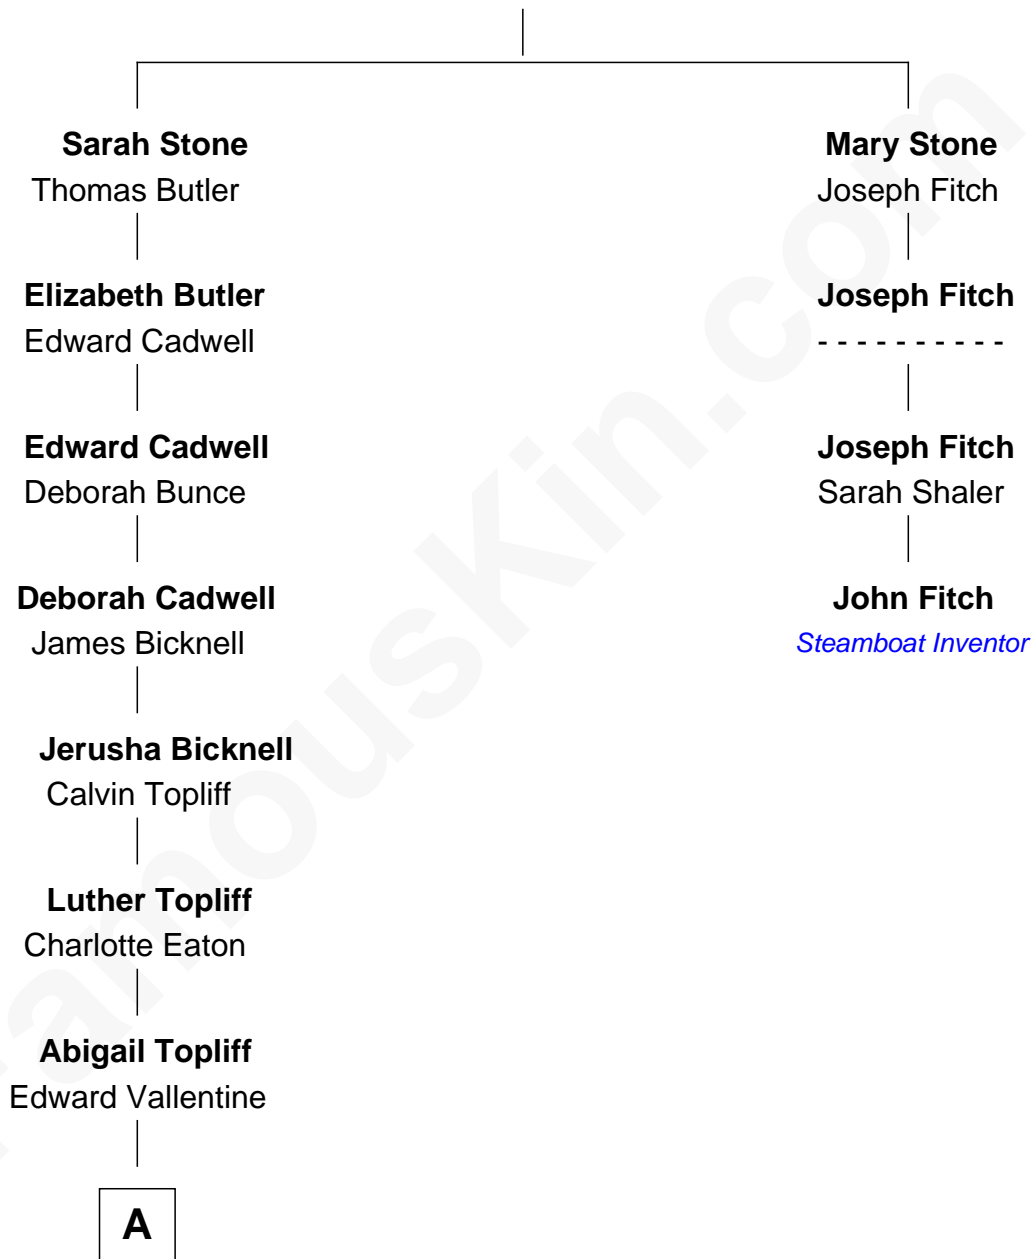 Sarah Stone
Thomas Butler
Elizabeth Butler
Edward Cadwell
Edward Cadwell
Deborah Bunce
Deborah Cadwell
James Bicknell
Jerusha Bicknell
Calvin Topliff
Luther Topliff
Charlotte Eaton
Abigail Topliff
Edward Vallentine
A
Mary Stone
Joseph Fitch
Joseph Fitch
- - - - - - - - - -
Joseph Fitch
Sarah Shaler
John Fitch
Steamboat Inventor
FamousKin.com